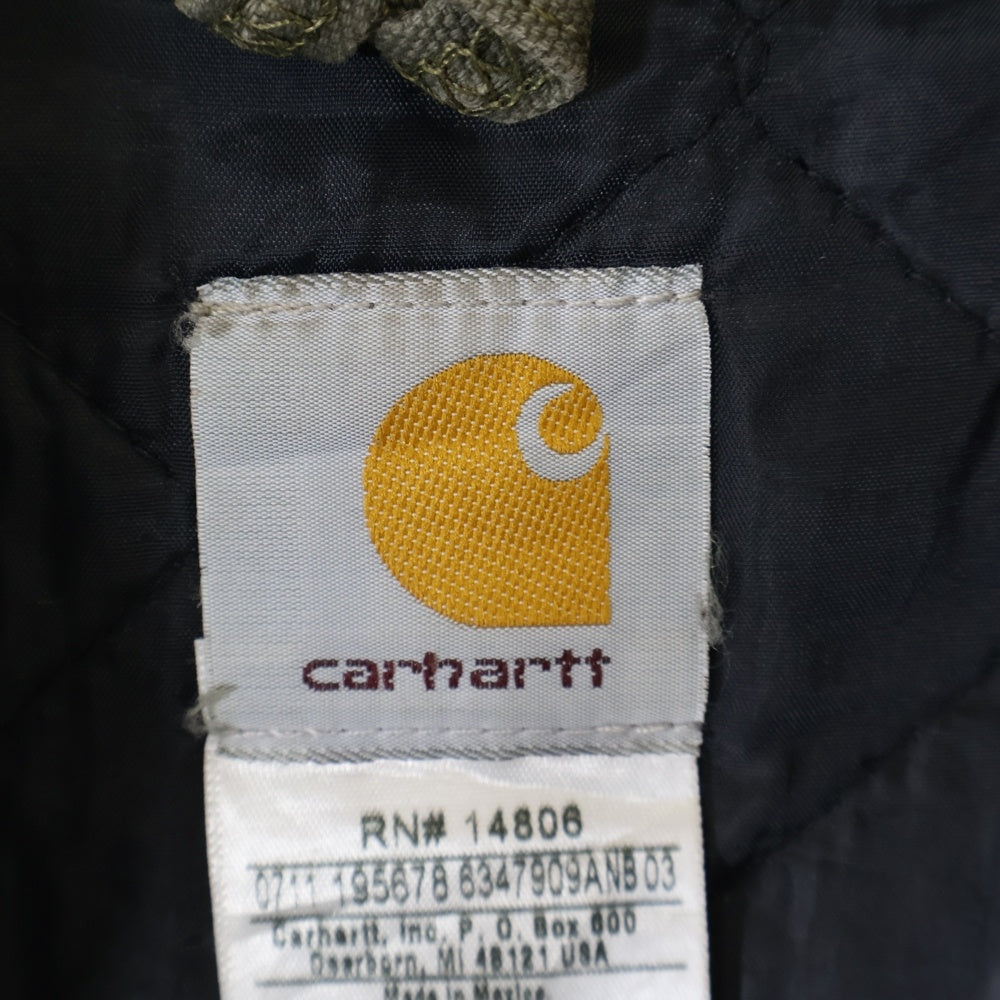 carhartt
RN# 14806
0711 195678 6347909ANB 03
Carhartt, Inc. P. O. Box 600
Dearborn, MI 48121 USA
Made in Mexico